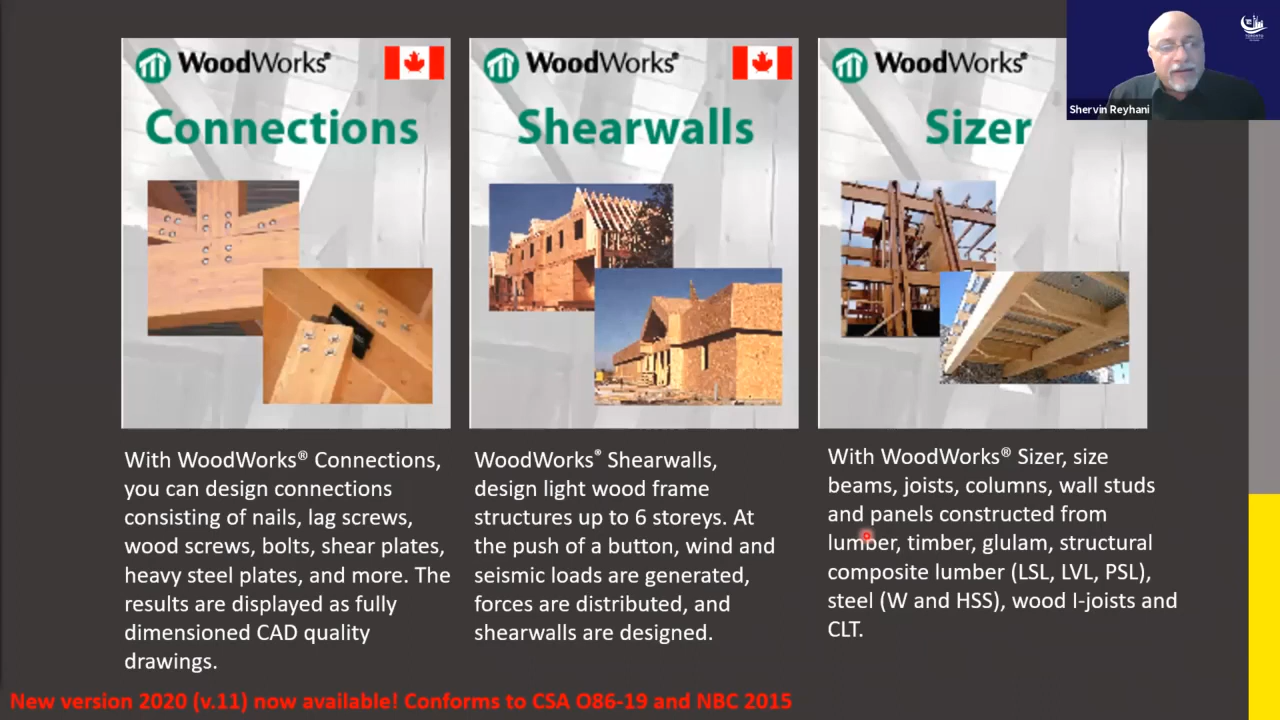 WoodWorks®
Connections
WoodWorks®
Shearwalls
WoodWorks®
Sizer
Shervin Reyhani
With WoodWorks® Connections,
you can design connections
consisting of nails, lag screws,
wood screws, bolts, shear plates,
heavy steel plates, and more. The
results are displayed as fully
dimensioned CAD quality
drawings.
WoodWorks® Shearwalls,
design light wood frame
structures up to 6 storeys. At
the push of a button, wind and
seismic loads are generated,
forces are distributed, and
shearwalls are designed.
With WoodWorks® Sizer, size
beams, joists, columns, wall studs
and panels constructed from
lumber, timber, glulam, structural
composite lumber (LSL, LVL, PSL),
steel (W and HSS), wood I-joists and
CLT.
New version 2020 (v.11) now available! Conforms to CSA O86-19 and NBC 2015